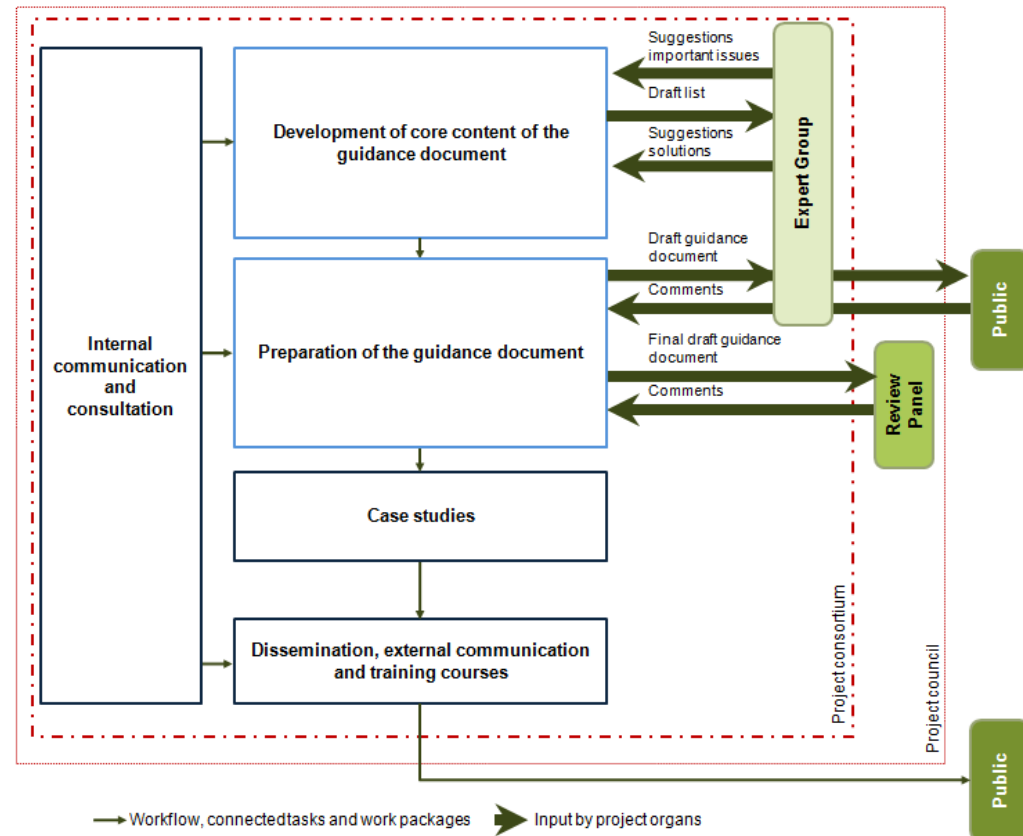 Suggestions
important issues
Draft list
Suggestions
solutions
Development of core content of the
guidance document
Expert Group
Draft guidance
document
Comments
Public
Internal
communication
and
consultation
Preparation of the guidance document
Final draft guidance
document
Comments
Review
Panel
Case studies
Dissemination, external communication
and training courses
Project consortium
Project council
Public
Workflow, connected tasks and work packages
Input by project organs